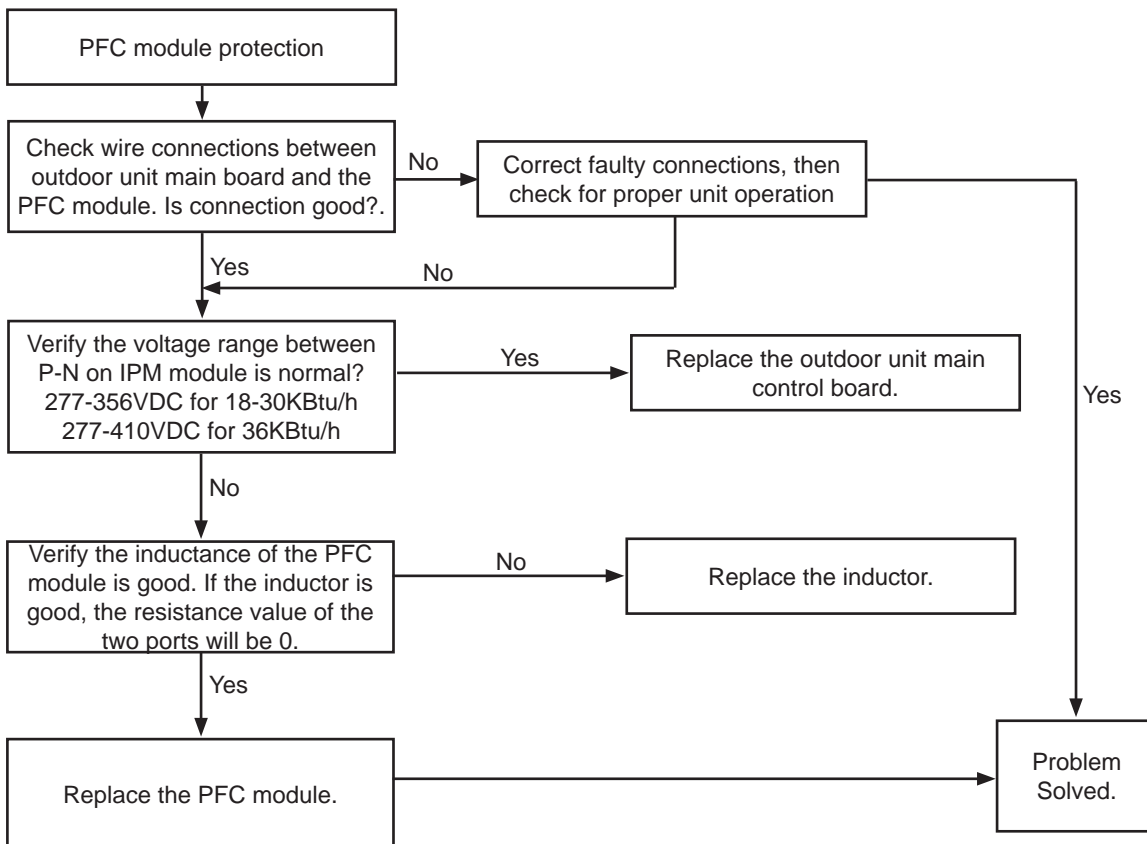 PFC module protection
Check wire connections between
outdoor unit main board and the
PFC module. Is connection good?.
No
Correct faulty connections, then
check for proper unit operation
Yes
No
Verify the voltage range between
P-N on IPM module is normal?
277-356VDC for 18-30KBtu/h
277-410VDC for 36KBtu/h
Yes
Replace the outdoor unit main
control board.
Yes
No
Verify the inductance of the PFC
module is good. If the inductor is
good, the resistance value of the
two ports will be 0.
No
Replace the inductor.
Yes
Replace the PFC module.
Problem
Solved.